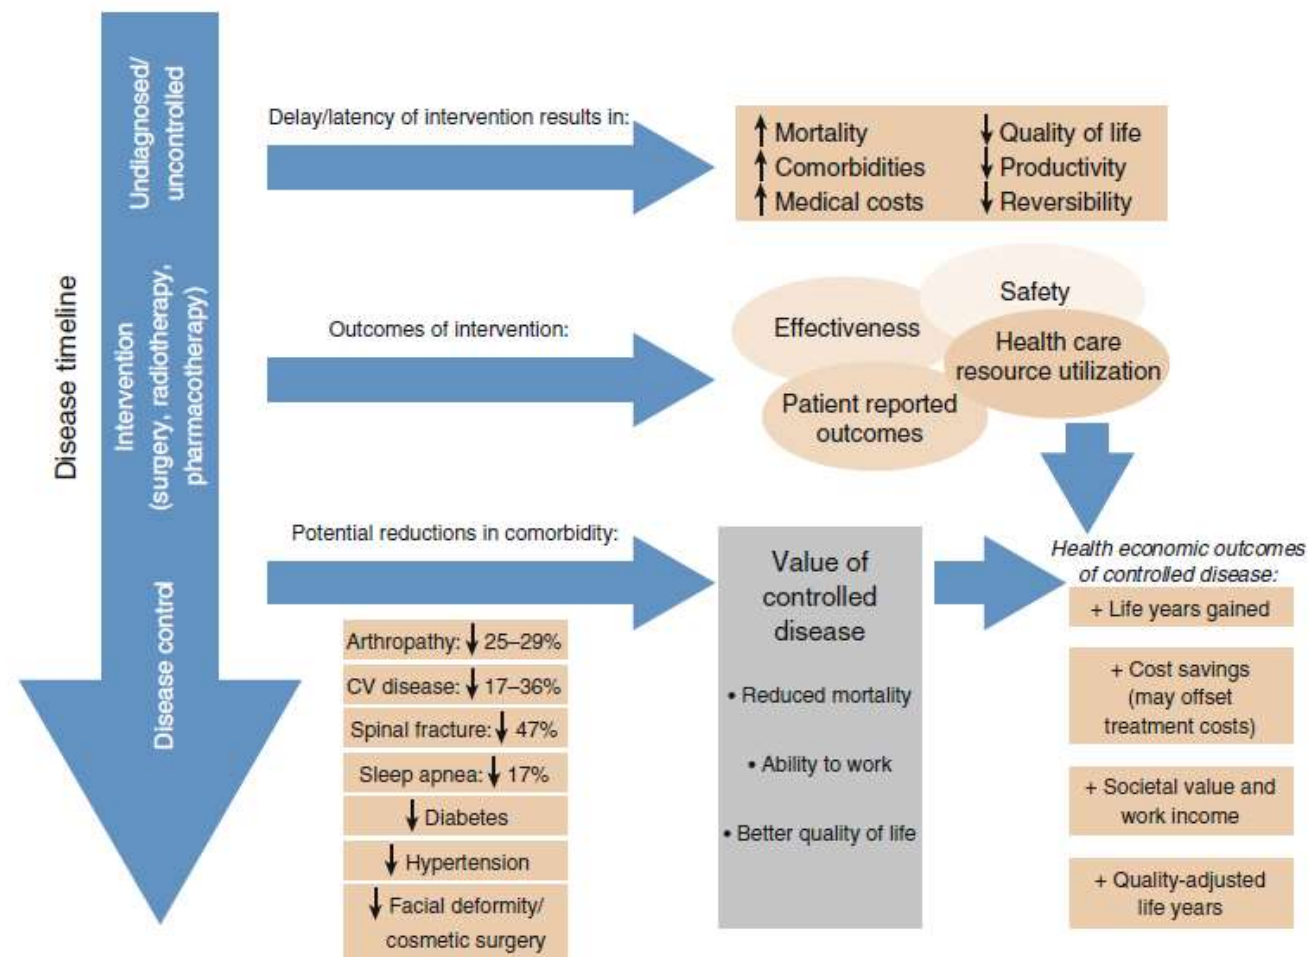 Disease timeline
Undiagnosed/
uncontrolled
Intervention
(surgery, radiotherapy,
pharmacotherapy)
Disease control
Delay/latency of intervention results in:
↑ Mortality
↑ Comorbidities
↑ Medical costs
↓ Quality of life
↓ Productivity
↓ Reversibility
Outcomes of intervention:
Effectiveness
Safety
Health care
resource utilization
Patient reported
outcomes
Potential reductions in comorbidity:
Arthropathy: ↓ 25–29%
CV disease: ↓ 17–36%
Spinal fracture: ↓ 47%
Sleep apnea: ↓ 17%
↓ Diabetes
↓ Hypertension
↓ Facial deformity/
cosmetic surgery
Value of
controlled
disease
• Reduced mortality
• Ability to work
• Better quality of life
Health economic outcomes
of controlled disease:
+ Life years gained
+ Cost savings
(may offset
treatment costs)
+ Societal value and
work income
+ Quality-adjusted
life years